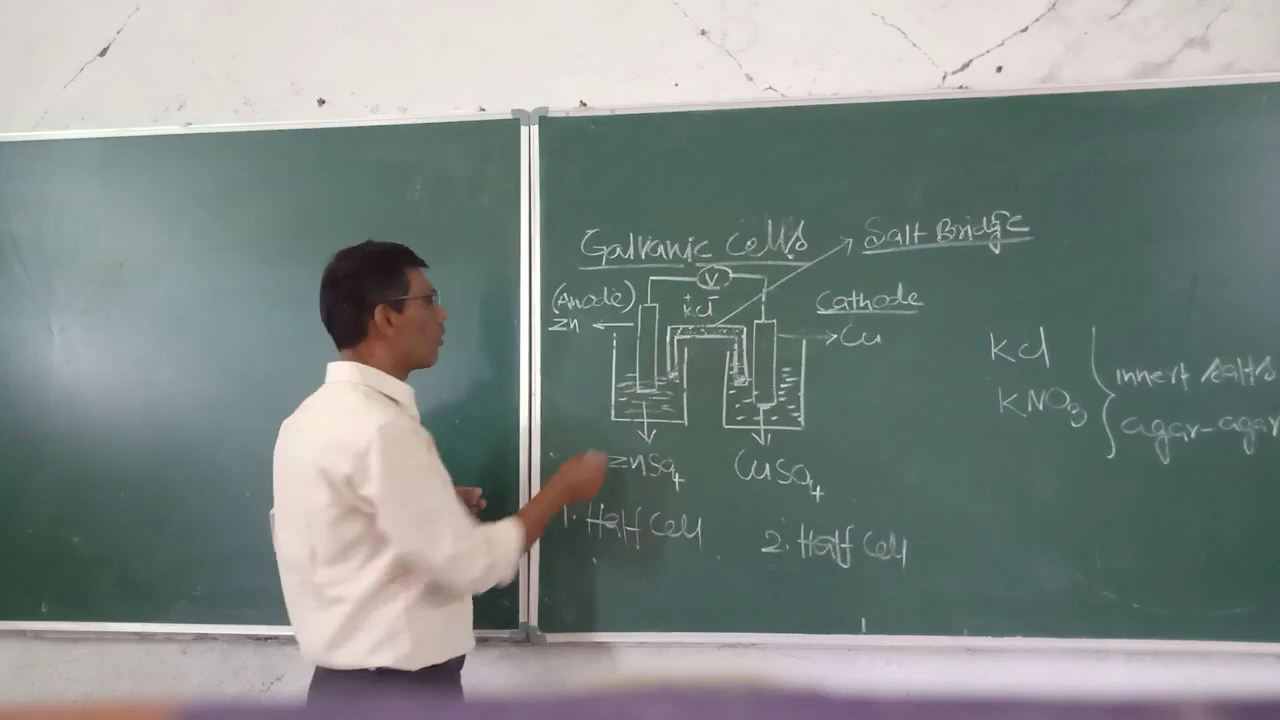 Galvanic Cells
Salt Bridge
V
(Anode)
Zn
+ -
KCl
Cathode
Cu
KCl
KNO3
innert salts
agar-agar
ZnSO4
CuSO4
1. Half Cell
2. Half Cell